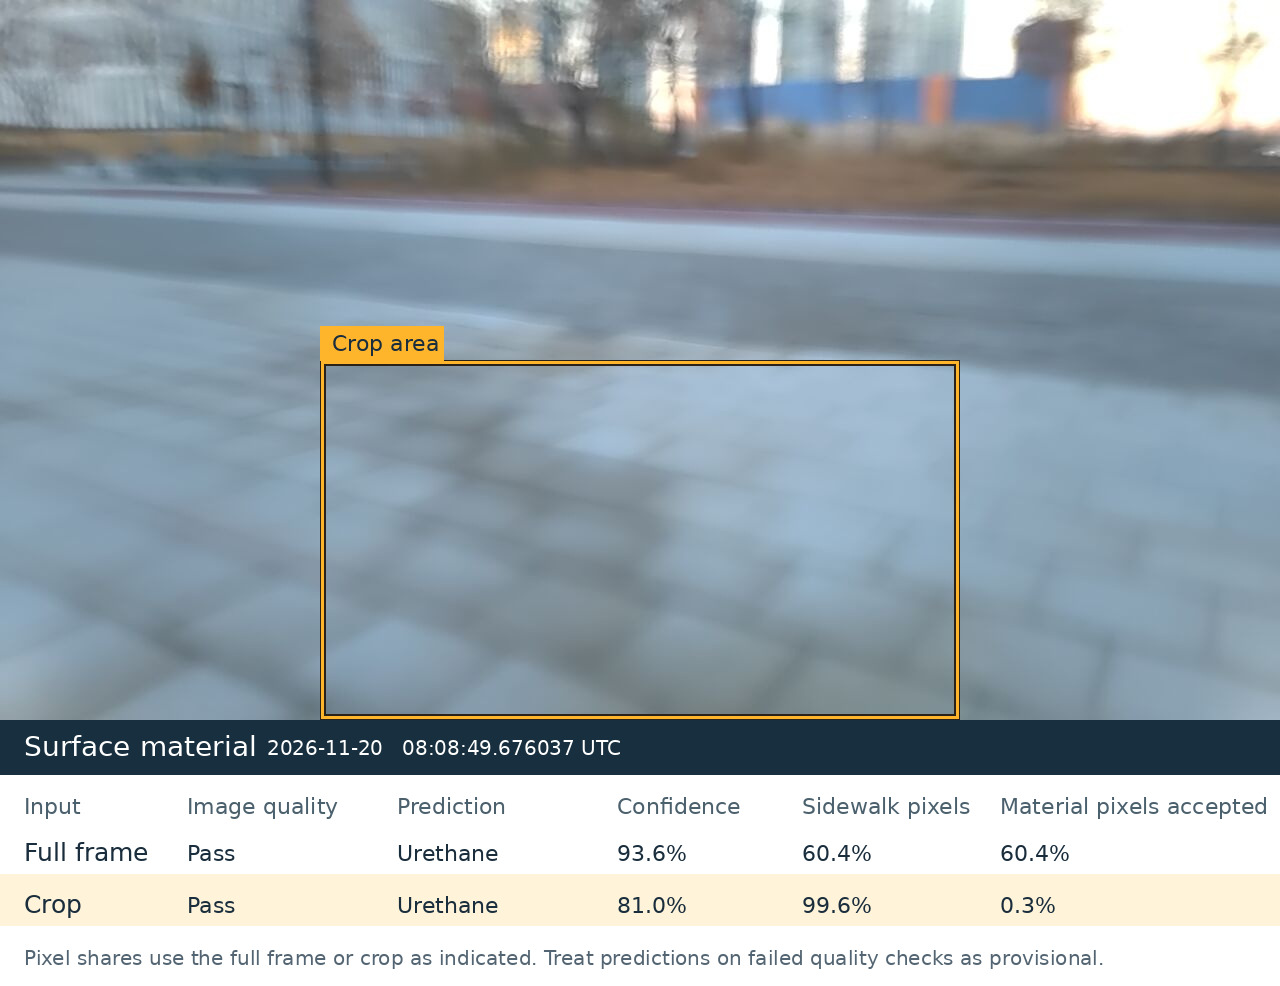 Crop area
Surface material 2026-11-20 08:08:49.676037 UTC
Input Image quality Prediction Confidence Sidewalk pixels Material pixels accepted
Full frame Pass Urethane 93.6% 60.4% 60.4%
Crop Pass Urethane 81.0% 99.6% 0.3%
Pixel shares use the full frame or crop as indicated. Treat predictions on failed quality checks as provisional.